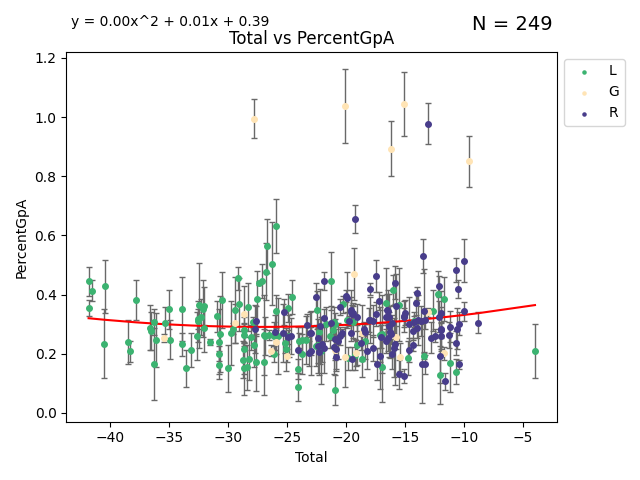 y = 0.00x^2 + 0.01x + 0.39
N = 249
Total vs PercentGpA
1.2
1.0
0.8
0.6
0.4
0.2
0.0
PercentGpA
−40
−35
−30
−25
−20
−15
−10
−5
Total
L
G
R